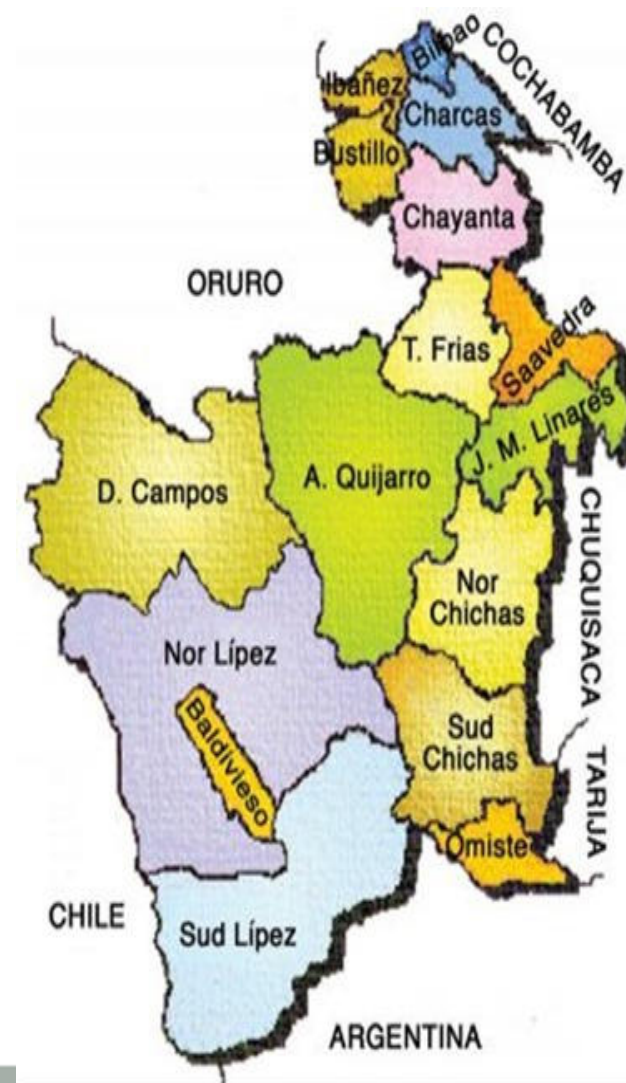 Bilbao
COCHABAMBA
Ibañez
Charcas
Bustillo
Chayanta
ORURO
T. Frias
Saavedra
J. M. Linares
D. Campos
A. Quijarro
CHUQUISACA
Nor
Chichas
Nor Lípez
Baldivieso
Sud
Chichas
TARIJA
Omiste
CHILE
Sud Lípez
ARGENTINA